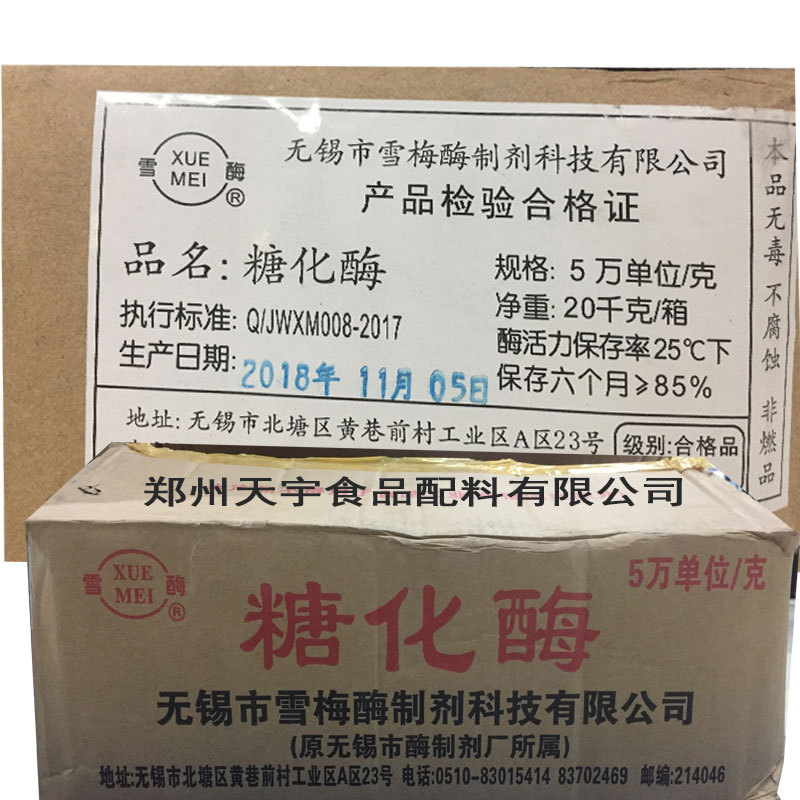 雪 XUE MEI 酶 ®
无锡市雪梅酶制剂科技有限公司
产品检验合格证
品名: 糖化酶
规格: 5万单位/克
执行标准: Q/JWXM008-2017
净重: 20千克/箱
生产日期: 2018年 11月 05日
酶活力保存率25℃下
保存六个月≥85%
地址: 无锡市北塘区黄巷前村工业区A区23号
级别:合格品
本品无毒 不腐蚀 非燃品
郑州天宇食品配料有限公司
雪 XUE MEI 酶 ®
5万单位/克
糖化酶
无锡市雪梅酶制剂科技有限公司
(原无锡市酶制剂厂所属)
地址:无锡市北塘区黄巷前村工业区A区23号 电话:0510-83015414 83702469 邮编:214046